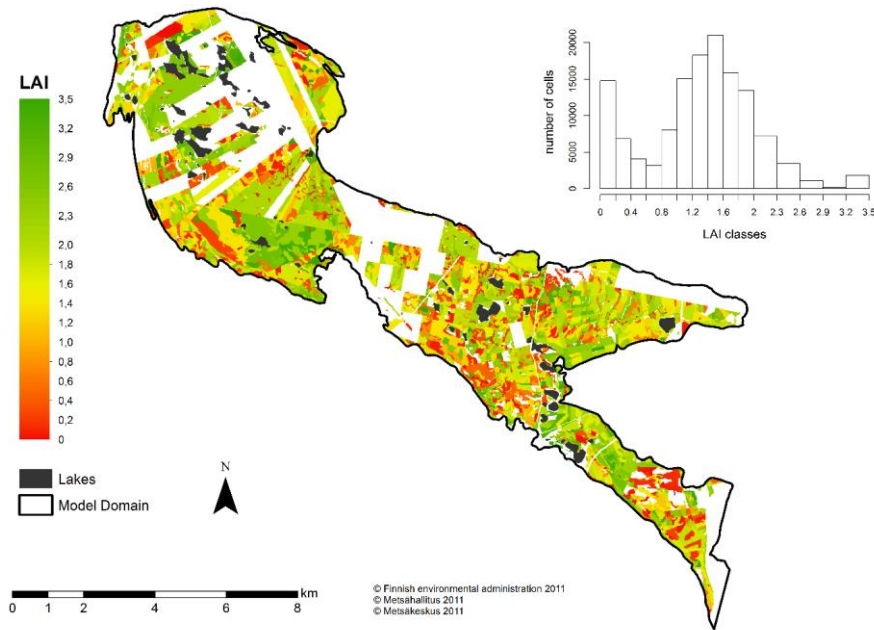 LAI
3,5
3,2
2,9
2,6
2,3
2,0
1,8
1,6
1,4
1,2
1,0
0,8
0,6
0,4
0,2
0
Lakes
Model Domain
N
km
0 1 2 4 6 8
© Finnish environmental administration 2011
© Metsähallitus 2011
© Metsäkeskus 2011
number of cells
20000
15000
5000
0
0 0.4 0.8 1.2 1.6 2 2.3 2.6 2.9 3.2 3.5
LAI classes